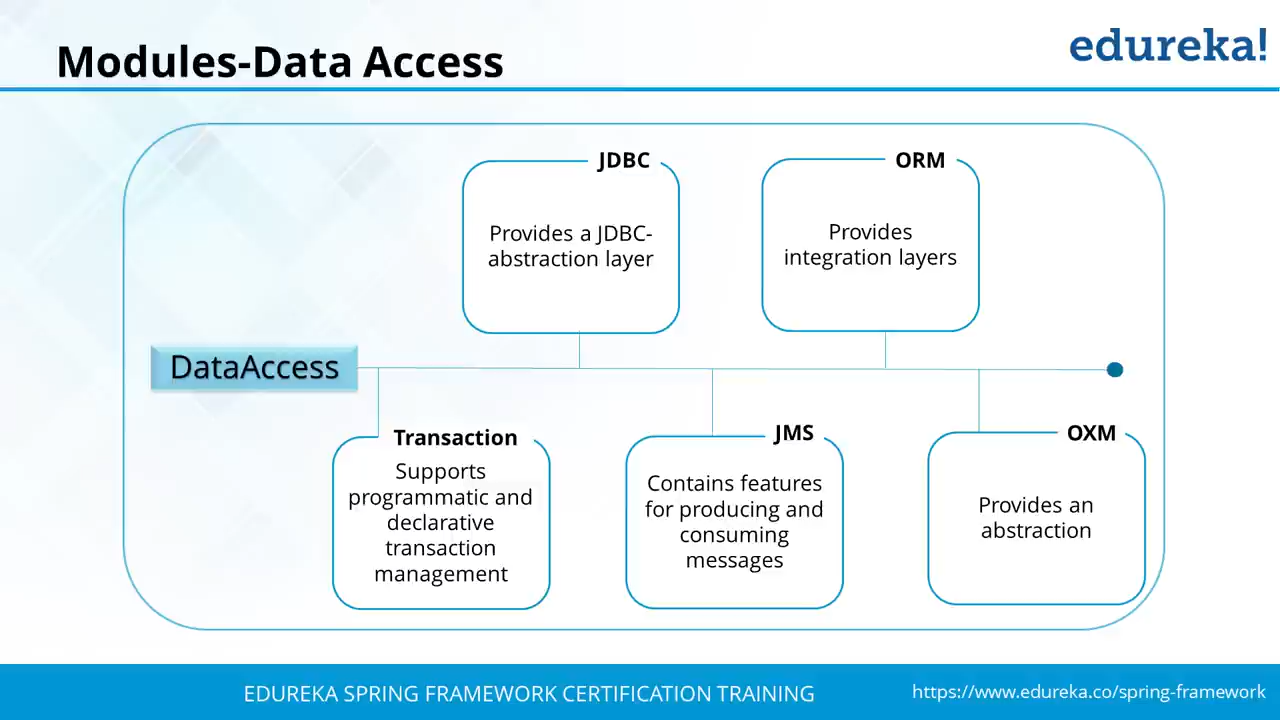 Modules-Data Access
edureka!
JDBC
Provides a JDBC-
abstraction layer
ORM
Provides
integration layers
DataAccess
Transaction
Supports
programmatic and
declarative
transaction
management
JMS
Contains features
for producing and
consuming
messages
OXM
Provides an
abstraction
EDUREKA SPRING FRAMEWORK CERTIFICATION TRAINING
https://www.edureka.co/spring-framework